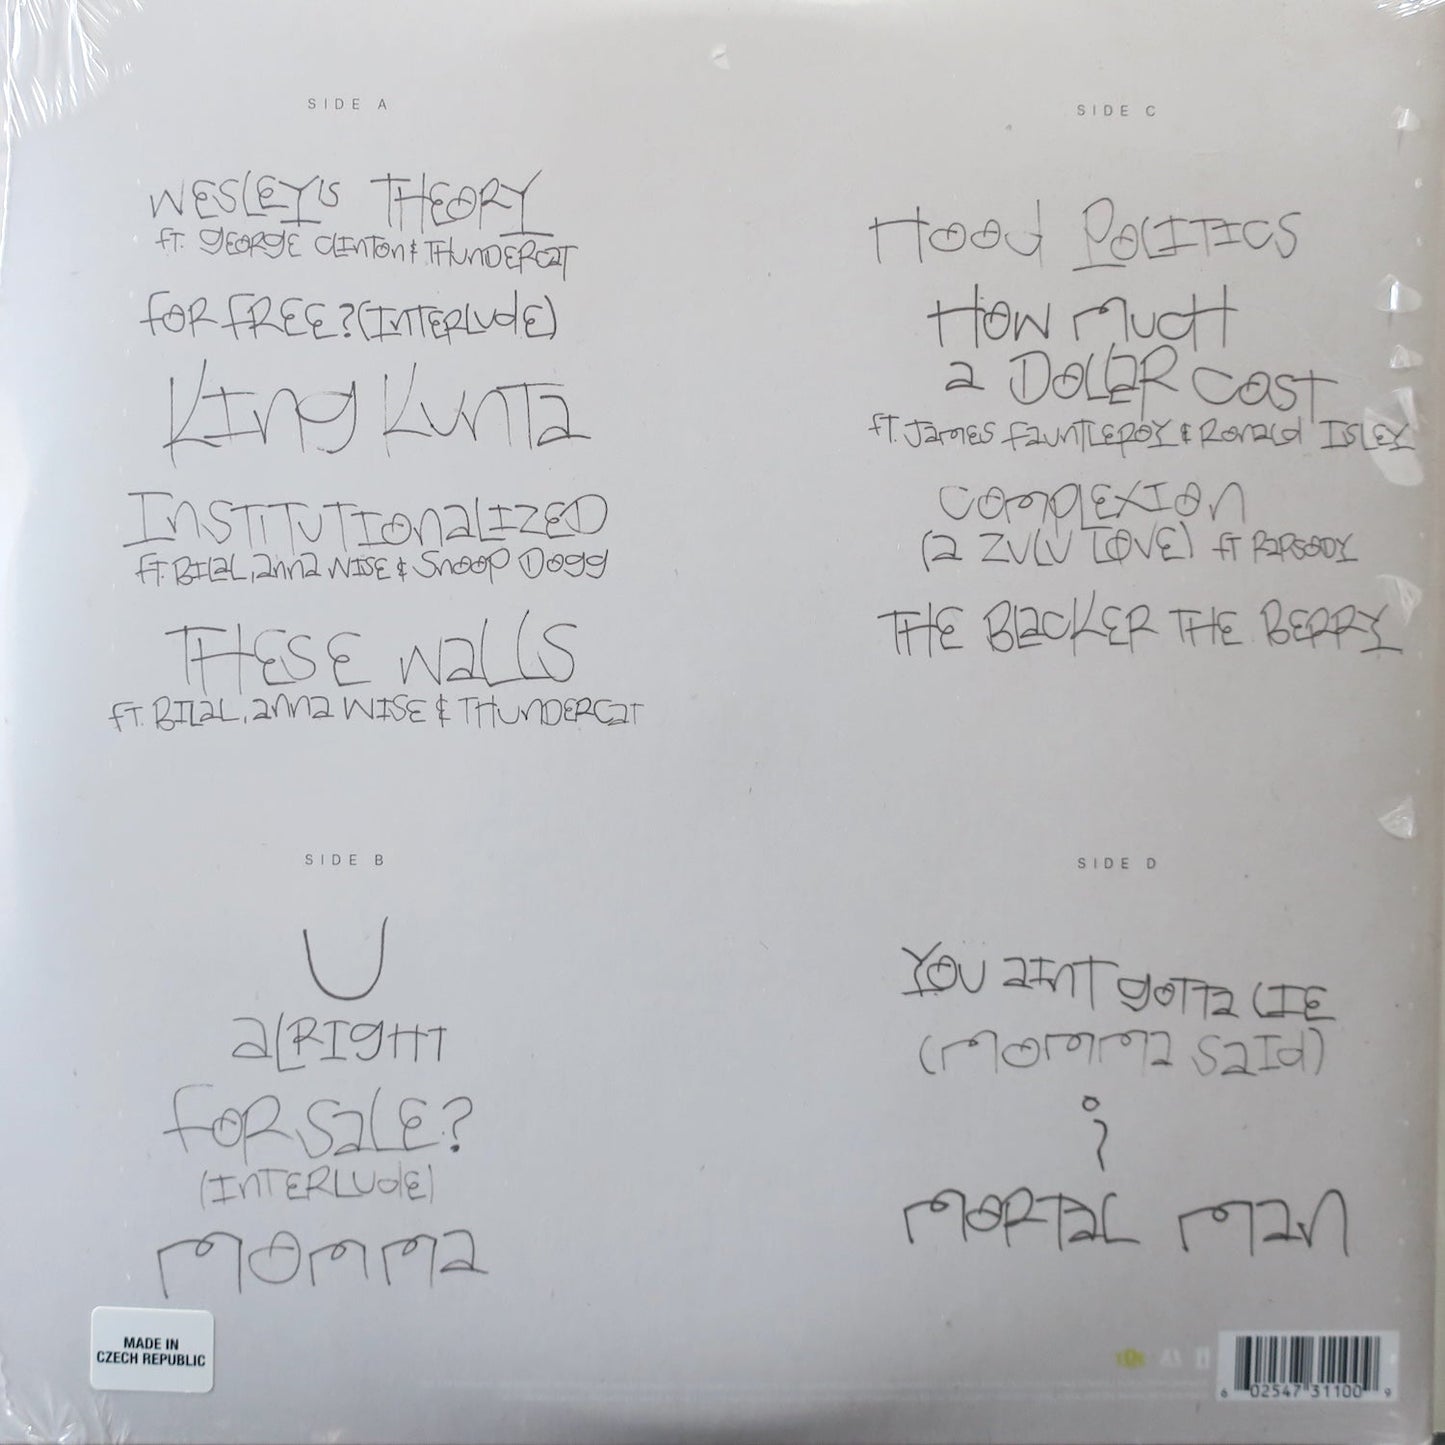 SIDE A
WESLEY'S THEORY
ft. GEORGE CLINTON & THUNDERCAT
FOR FREE? (INTERLUDE)
KING KUNTA
INSTITUTIONALIZED
ft. BILAL, ANNA WISE & SNOOP DOGG
THESE WALLS
ft. BILAL, ANNA WISE & THUNDERCAT
SIDE B
U
ALRIGHT
FOR SALE?
(INTERLUDE)
MOMMA
MADE IN
CZECH REPUBLIC
SIDE C
HOOD POLITICS
HOW MUCH
A DOLLAR COST
ft. JAMES FAUNTLEROY & RONALD ISLEY
COMPLEXION
(A ZULU LOVE) ft RAPSODY
THE BLACKER THE BERRY
SIDE D
YOU AINT GOTTA LIE
(MOMMA SAID)
i
MORTAL MAN
6 02547 31100 9